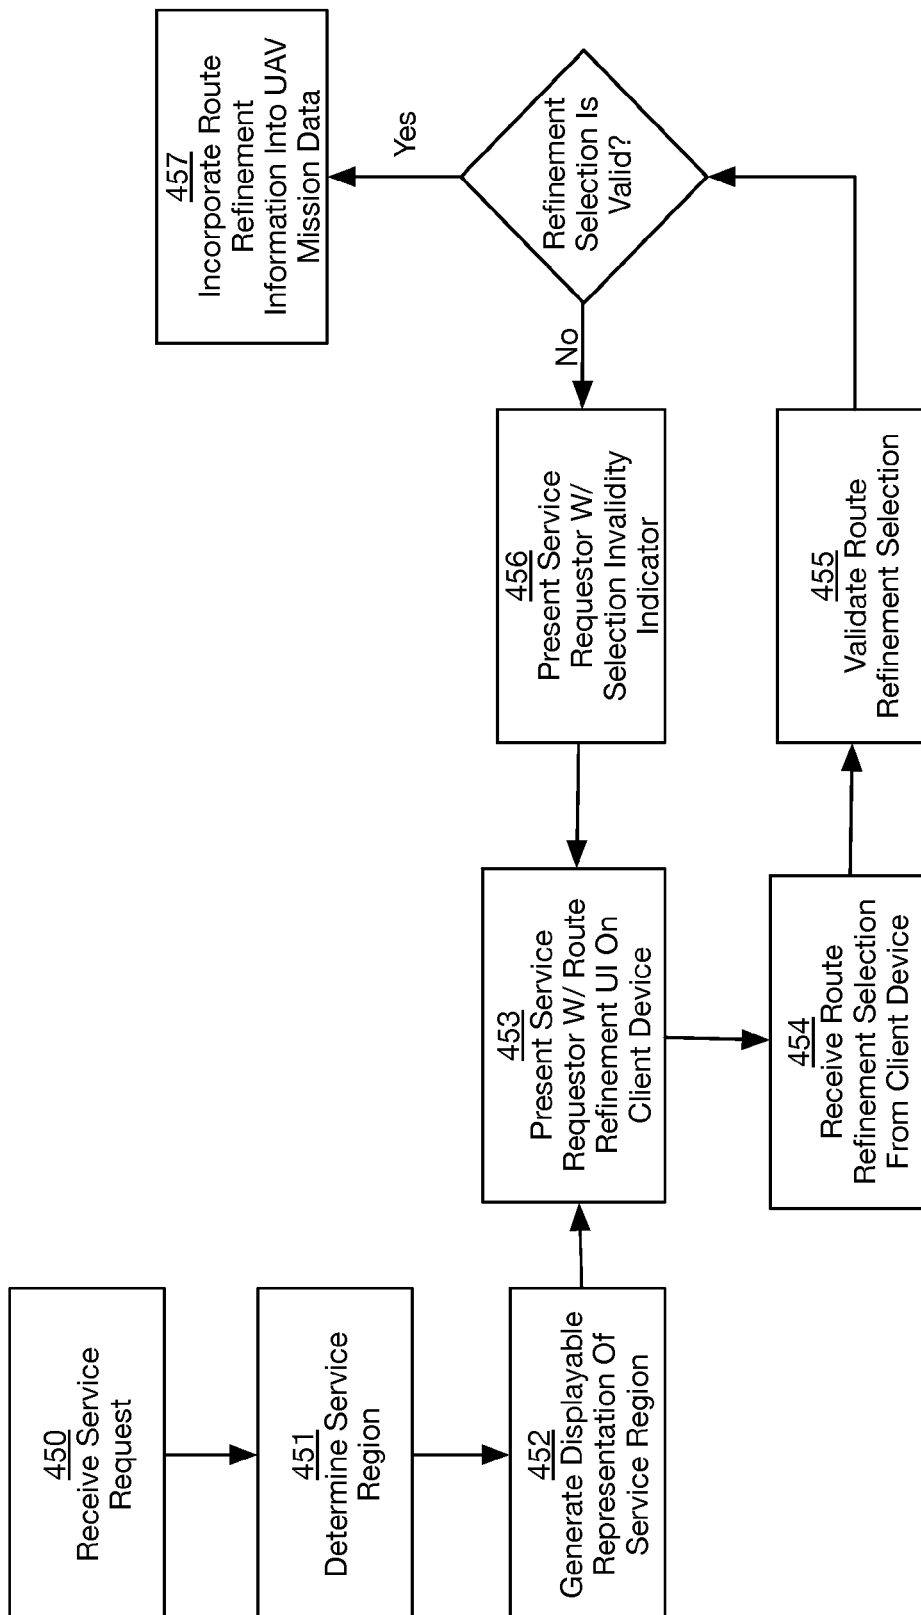 450
Receive Service
Request
451
Determine Service
Region
452
Generate Displayable
Representation Of
Service Region
453
Present Service
Requestor W/ Route
Refinement UI On
Client Device
454
Receive Route
Refinement Selection
From Client Device
455
Validate Route
Refinement Selection
Refinement
Selection Is
Valid?
No
456
Present Service
Requestor W/
Selection Invalidity
Indicator
Yes
457
Incorporate Route
Refinement
Information Into UAV
Mission Data